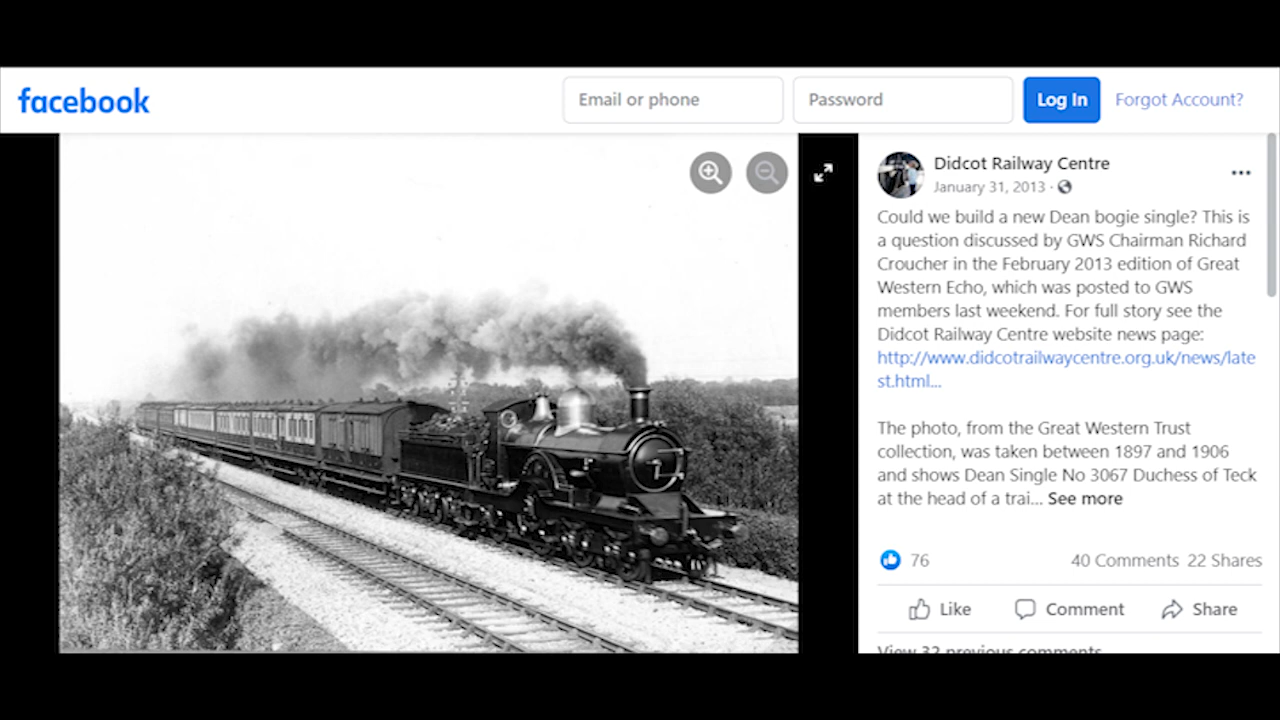 facebook
Email or phone
Password
Log In
Forgot Account?
Didcot Railway Centre
January 31, 2013 ·
Could we build a new Dean bogie single? This is
a question discussed by GWS Chairman Richard
Croucher in the February 2013 edition of Great
Western Echo, which was posted to GWS
members last weekend. For full story see the
Didcot Railway Centre website news page:
http://www.didcotrailwaycentre.org.uk/news/late
st.html...
The photo, from the Great Western Trust
collection, was taken between 1897 and 1906
and shows Dean Single No 3067 Duchess of Teck
at the head of a trai... See more
76
40 Comments 22 Shares
Like
Comment
Share
View 32 previous comments